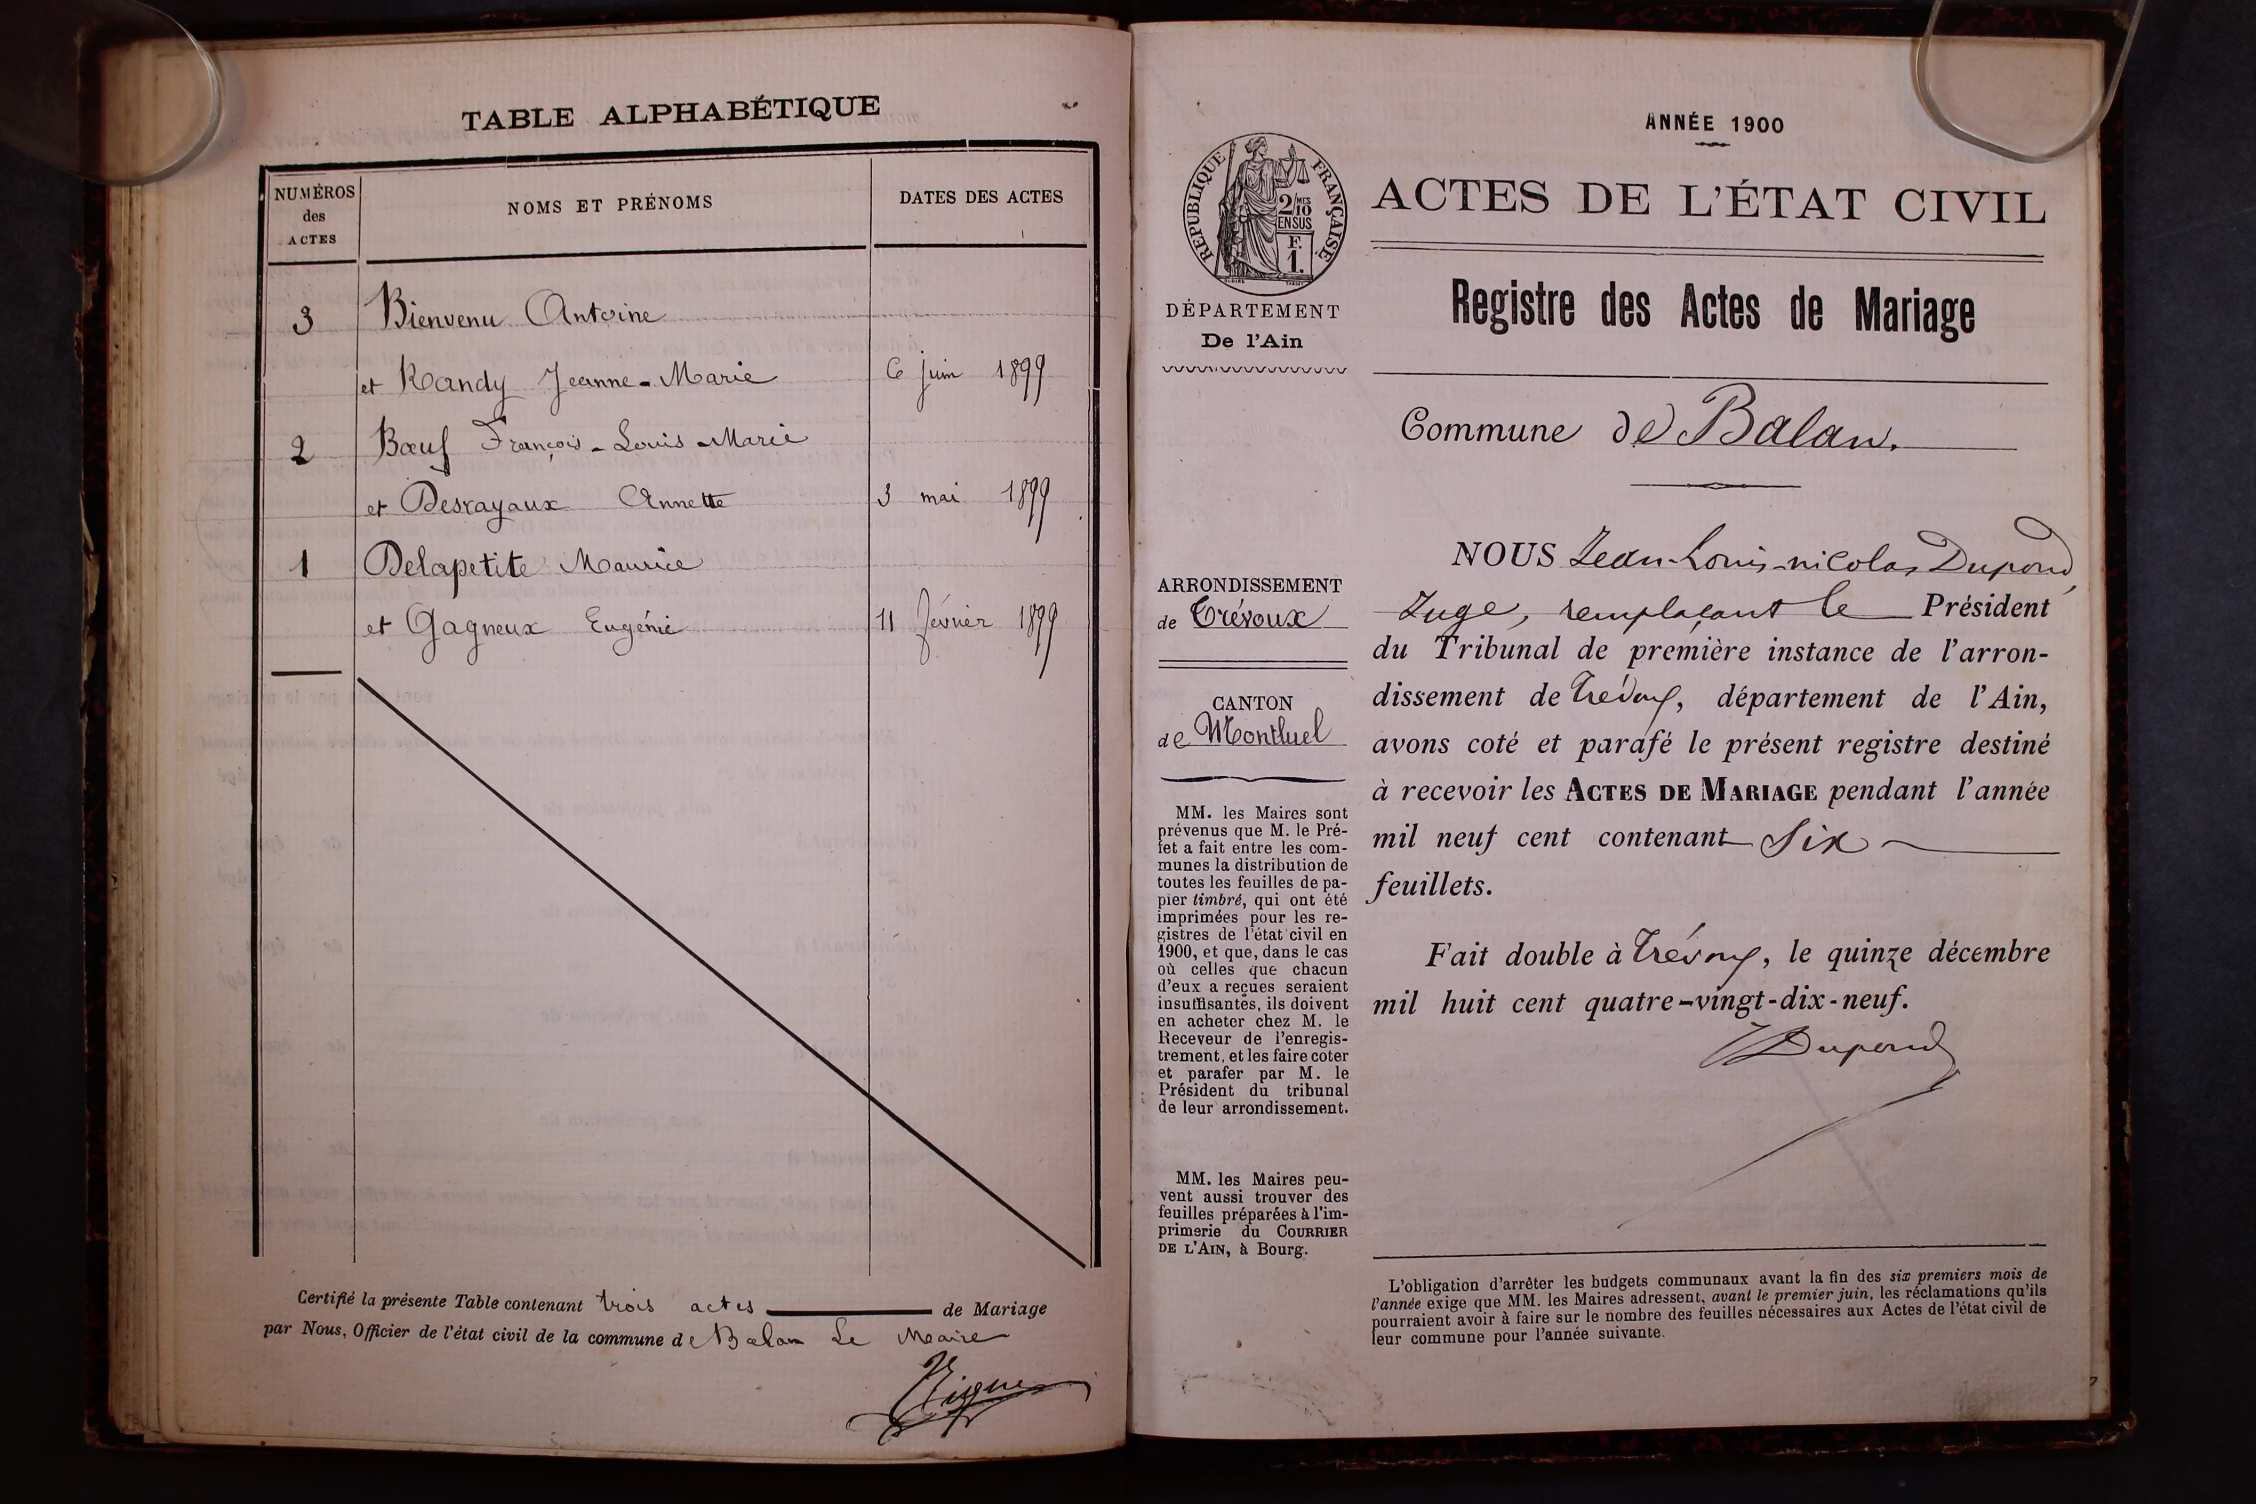 TABLE ALPHABÉTIQUE
NUMÉROS
des
ACTES
NOMS ET PRÉNOMS
DATES DES ACTES
3 Bienvenu Antoine
et Randy Jeanne-Marie 6 juin 1899
2 Bœuf François-Louis-Marie
et Desrayaux Annette 3 mai 1899
1 Delapetite Maurice
et Gagneux Eugénie 11 février 1899
Certifié la présente Table contenant trois actes de Mariage
par Nous, Officier de l'état civil de la commune de Balan Le Maire
ANNÉE 1900
RÉPUBLIQUE FRANÇAISE
2/10 MES
EN SUS
F.
1.
ACTES DE L'ÉTAT CIVIL
DÉPARTEMENT
De l'Ain
Registre des Actes de Mariage
Commune de Balan.
ARRONDISSEMENT
de Trévoux
CANTON
de Montluel
MM. les Maires sont
prévenus que M. le Pré-
fet a fait entre les com-
munes la distribution de
toutes les feuilles de pa-
pier timbré, qui ont été
imprimées pour les re-
gistres de l'état civil en
1900, et que, dans le cas
où celles que chacun
d'eux a reçues seraient
insuffisantes, ils doivent
en acheter chez M. le
Receveur de l'enregis-
trement, et les faire coter
et parafer par M. le
Président du tribunal
de leur arrondissement.
MM. les Maires peu-
vent aussi trouver des
feuilles préparées à l'im-
primerie du COURRIER
DE L'AIN, à Bourg.
NOUS Jean-Louis-nicolas Dupond,
Juge, remplaçant le Président
du Tribunal de première instance de l'arron-
dissement de Trévoux, département de l'Ain,
avons coté et parafé le présent registre destiné
à recevoir les ACTES DE MARIAGE pendant l'année
mil neuf cent contenant Six
feuillets.
Fait double à Trévoux, le quinze décembre
mil huit cent quatre-vingt-dix-neuf.
Dupond
L'obligation d'arrêter les budgets communaux avant la fin des six premiers mois de
l'année exige que MM. les Maires adressent, avant le premier juin, les réclamations qu'ils
pourraient avoir à faire sur le nombre des feuilles nécessaires aux Actes de l'état civil de
leur commune pour l'année suivante.